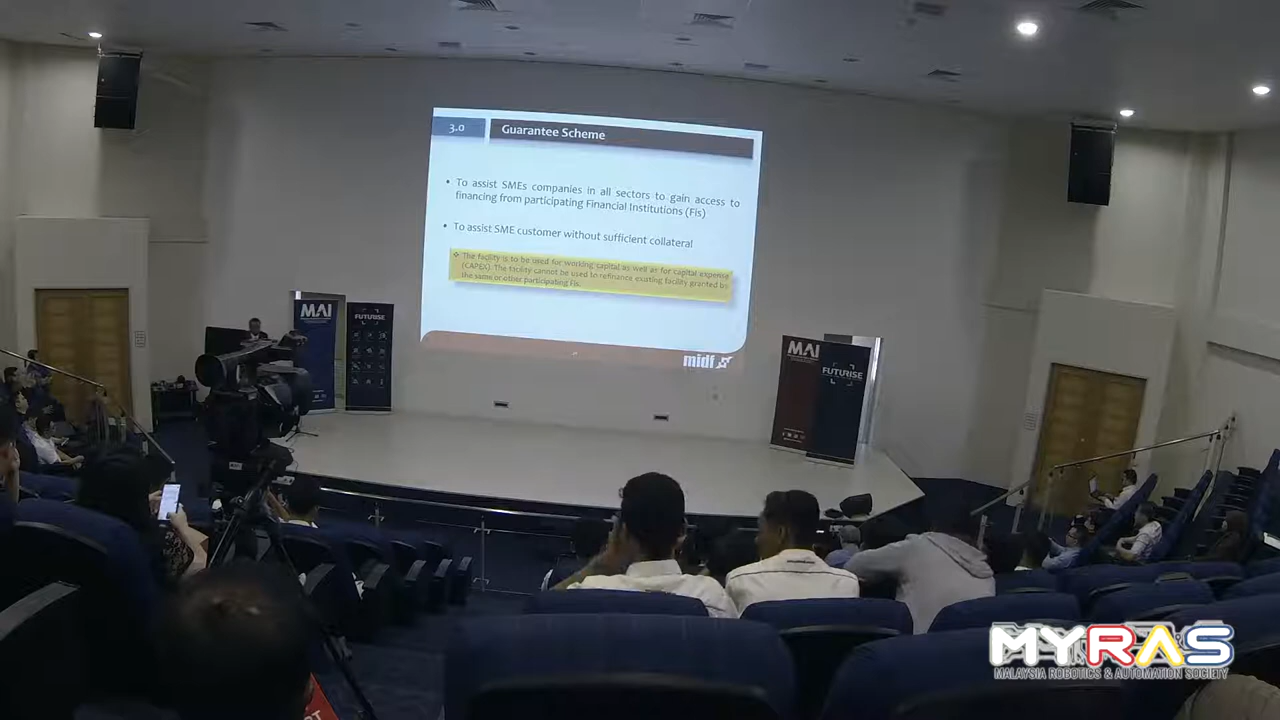 3.0
Guarantee Scheme
• To assist SMEs companies in all sectors to gain access to
financing from participating Financial Institutions (FIs)
• To assist SME customer without sufficient collateral
❖ The facility is to be used for working capital as well as for capital expense
(CAPEX). The facility cannot be used to refinance existing facility granted by
the same or other participating FIs.
midf
MAI
FUTURISE
MAI
FUTURISE
MYRAS
MALAYSIA ROBOTICS & AUTOMATION SOCIETY